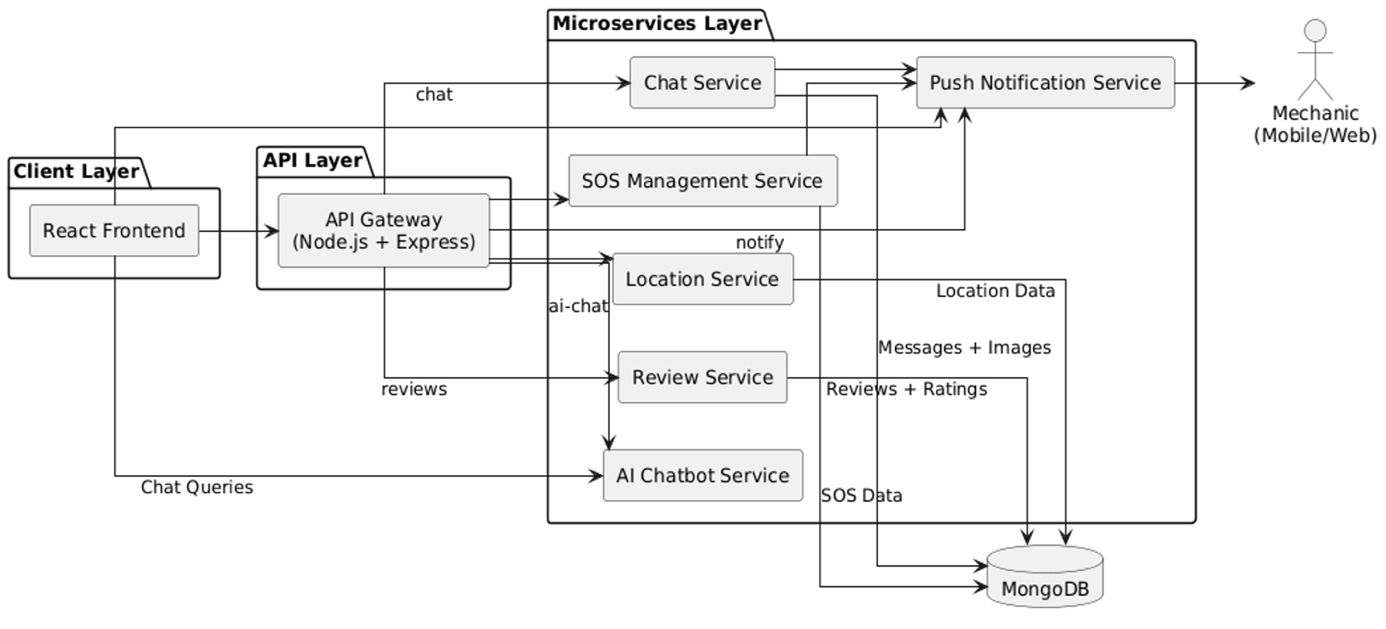 Microservices Layer
Chat Service
Push Notification Service
chat
Mechanic
(Mobile/Web)
Client Layer
API Layer
SOS Management Service
React Frontend
API Gateway
(Node.js + Express)
notify
Location Service
Location Data
ai-chat
Messages + Images
Review Service
reviews
Reviews + Ratings
AI Chatbot Service
Chat Queries
SOS Data
MongoDB